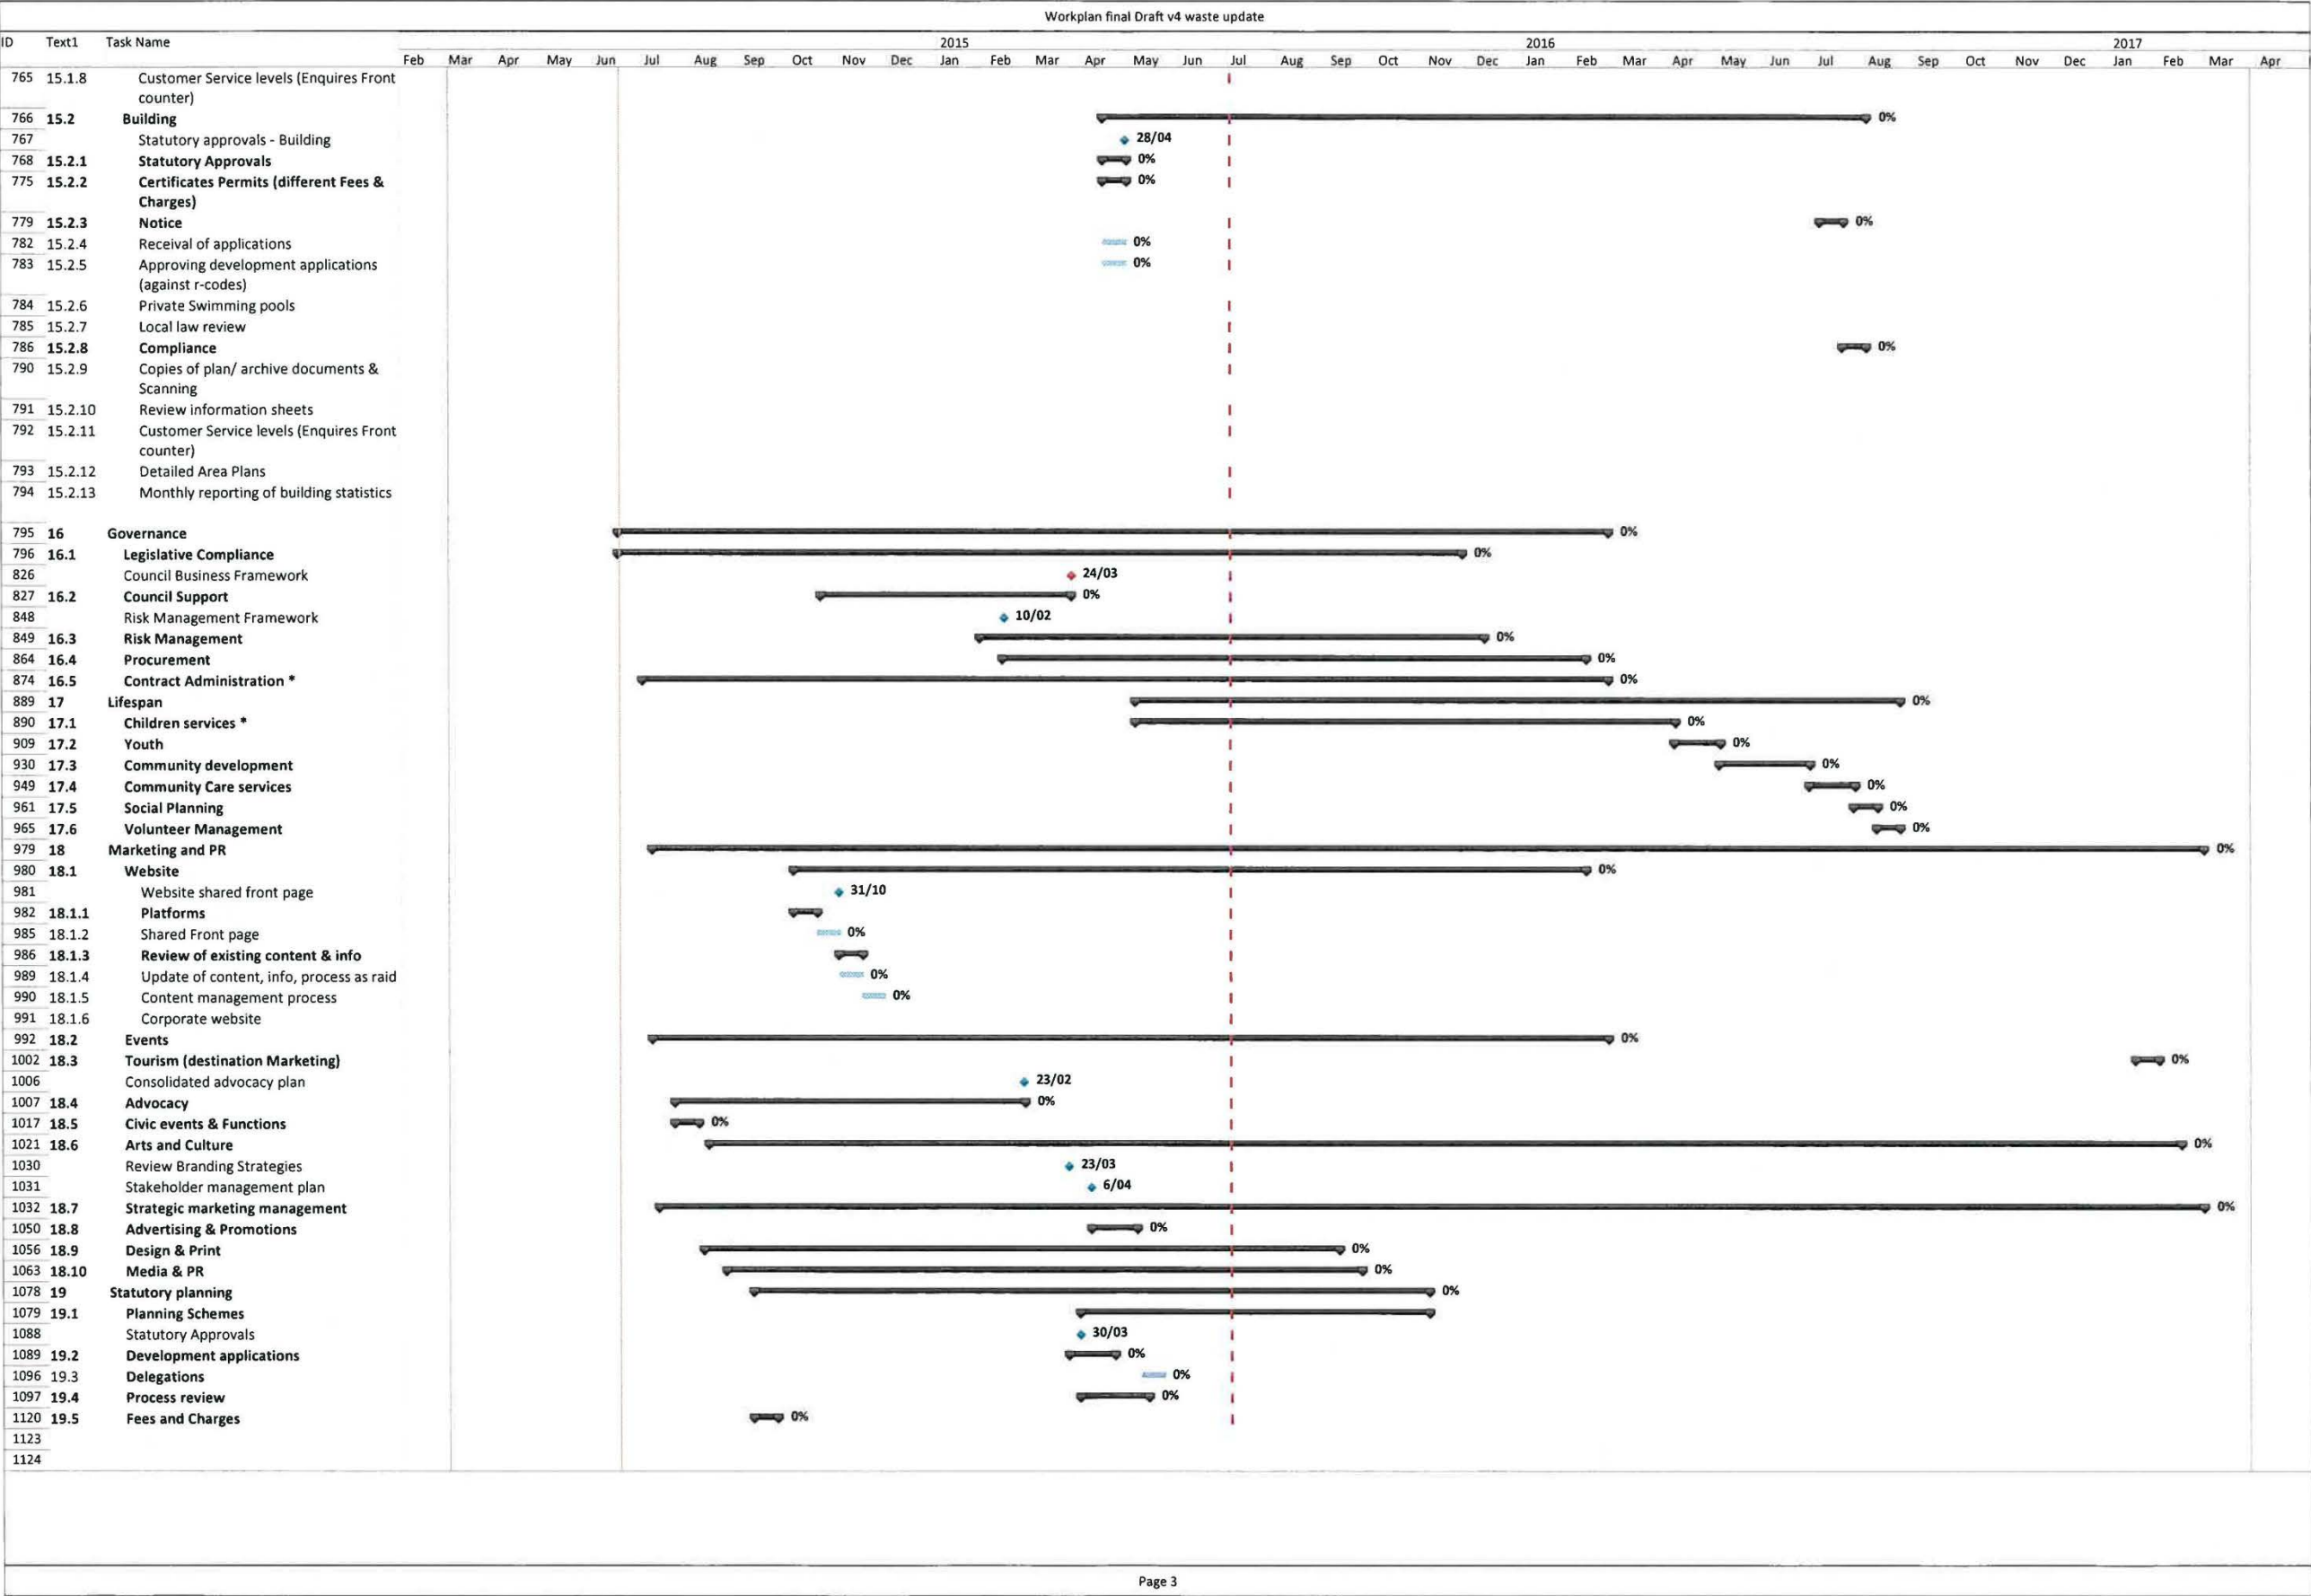 Workplan final Draft v4 waste update
ID Text1 Task Name 2015 2016 2017
Feb Mar Apr May Jun Jul Aug Sep Oct Nov Dec Jan Feb Mar Apr May Jun Jul Aug Sep Oct Nov Dec Jan Feb Mar Apr May Jun Jul Aug Sep Oct Nov Dec Jan Feb Mar Apr
765 15.1.8 Customer Service levels (Enquires Front
counter)
766 15.2 Building 0%
767 Statutory approvals - Building 28/04
768 15.2.1 Statutory Approvals 0%
775 15.2.2 Certificates Permits (different Fees & 0%
Charges)
779 15.2.3 Notice 0%
782 15.2.4 Receival of applications 0%
783 15.2.5 Approving development applications 0%
(against r-codes)
784 15.2.6 Private Swimming pools
785 15.2.7 Local law review
786 15.2.8 Compliance 0%
790 15.2.9 Copies of plan/ archive documents &
Scanning
791 15.2.10 Review information sheets
792 15.2.11 Customer Service levels (Enquires Front
counter)
793 15.2.12 Detailed Area Plans
794 15.2.13 Monthly reporting of building statistics
795 16 Governance 0%
796 16.1 Legislative Compliance 0%
826 Council Business Framework 24/03
827 16.2 Council Support 0%
848 Risk Management Framework 10/02
849 16.3 Risk Management 0%
864 16.4 Procurement 0%
874 16.5 Contract Administration * 0%
889 17 Lifespan 0%
890 17.1 Children services * 0%
909 17.2 Youth 0%
930 17.3 Community development 0%
949 17.4 Community Care services 0%
961 17.5 Social Planning 0%
965 17.6 Volunteer Management 0%
979 18 Marketing and PR 0%
980 18.1 Website 0%
981 Website shared front page 31/10
982 18.1.1 Platforms
985 18.1.2 Shared Front page 0%
986 18.1.3 Review of existing content & info
989 18.1.4 Update of content, info, process as raid 0%
990 18.1.5 Content management process 0%
991 18.1.6 Corporate website
992 18.2 Events 0%
1002 18.3 Tourism (destination Marketing) 0%
1006 Consolidated advocacy plan 23/02
1007 18.4 Advocacy 0%
1017 18.5 Civic events & Functions 0%
1021 18.6 Arts and Culture 0%
1030 Review Branding Strategies 23/03
1031 Stakeholder management plan 6/04
1032 18.7 Strategic marketing management 0%
1050 18.8 Advertising & Promotions 0%
1056 18.9 Design & Print 0%
1063 18.10 Media & PR 0%
1078 19 Statutory planning 0%
1079 19.1 Planning Schemes
1088 Statutory Approvals 30/03
1089 19.2 Development applications 0%
1096 19.3 Delegations 0%
1097 19.4 Process review 0%
1120 19.5 Fees and Charges 0%
1123
1124
Page 3